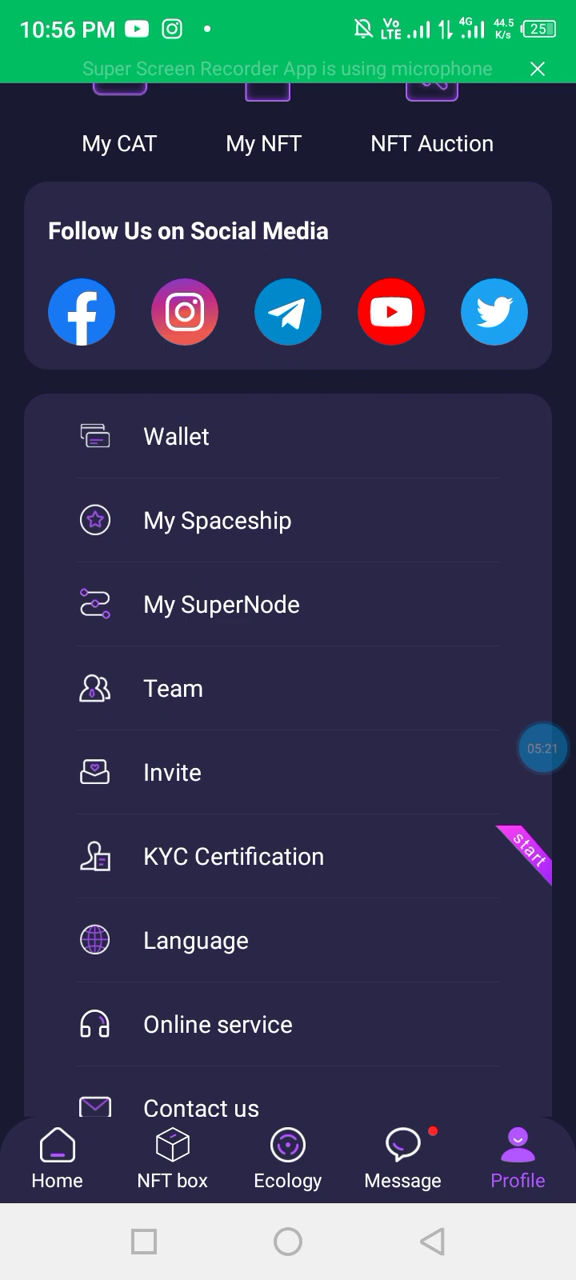 10:56 PM
Vo LTE 4G 44.5 K/s 25
Super Screen Recorder App is using microphone
My CAT My NFT NFT Auction
Follow Us on Social Media
Wallet
My Spaceship
My SuperNode
Team
05:21
Invite
KYC Certification
start
Language
Online service
Contact us
Home NFT box Ecology Message Profile